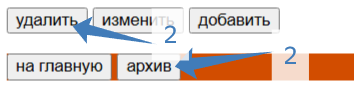 удалить изменить добавить
2 2
на главную архив